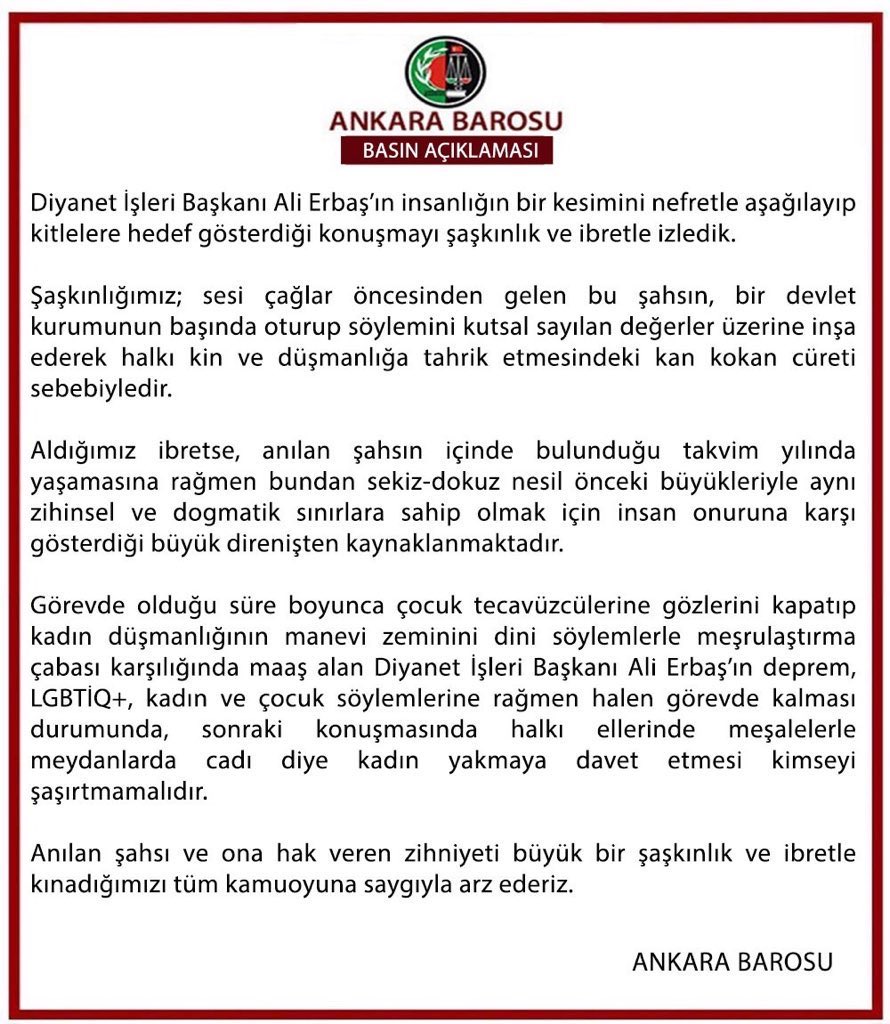 ANKARA BAROSU
BASIN AÇIKLAMASI
Diyanet İşleri Başkanı Ali Erbaş’ın insanlığın bir kesimini nefretle aşağılayıp
kitlelere hedef gösterdiği konuşmayı şaşkınlık ve ibretle izledik.
Şaşkınlığımız; sesi çağlar öncesinden gelen bu şahsın, bir devlet
kurumunun başında oturup söylemini kutsal sayılan değerler üzerine inşa
ederek halkı kin ve düşmanlığa tahrik etmesindeki kan kokan cüreti
sebebiyledir.
Aldığımız ibretse, anılan şahsın içinde bulunduğu takvim yılında
yaşamasına rağmen bundan sekiz-dokuz nesil önceki büyükleriyle aynı
zihinsel ve dogmatik sınırlara sahip olmak için insan onuruna karşı
gösterdiği büyük direnişten kaynaklanmaktadır.
Görevde olduğu süre boyunca çocuk tecavüzcülerine gözlerini kapatıp
kadın düşmanlığının manevi zeminini dini söylemlerle meşrulaştırma
çabası karşılığında maaş alan Diyanet İşleri Başkanı Ali Erbaş’ın deprem,
LGBTİQ+, kadın ve çocuk söylemlerine rağmen halen görevde kalması
durumunda, sonraki konuşmasında halkı ellerinde meşalelerle
meydanlarda cadı diye kadın yakmaya davet etmesi kimseyi
şaşırtmamalıdır.
Anılan şahsı ve ona hak veren zihniyeti büyük bir şaşkınlık ve ibretle
kınadığımızı tüm kamuoyuna saygıyla arz ederiz.
ANKARA BAROSU